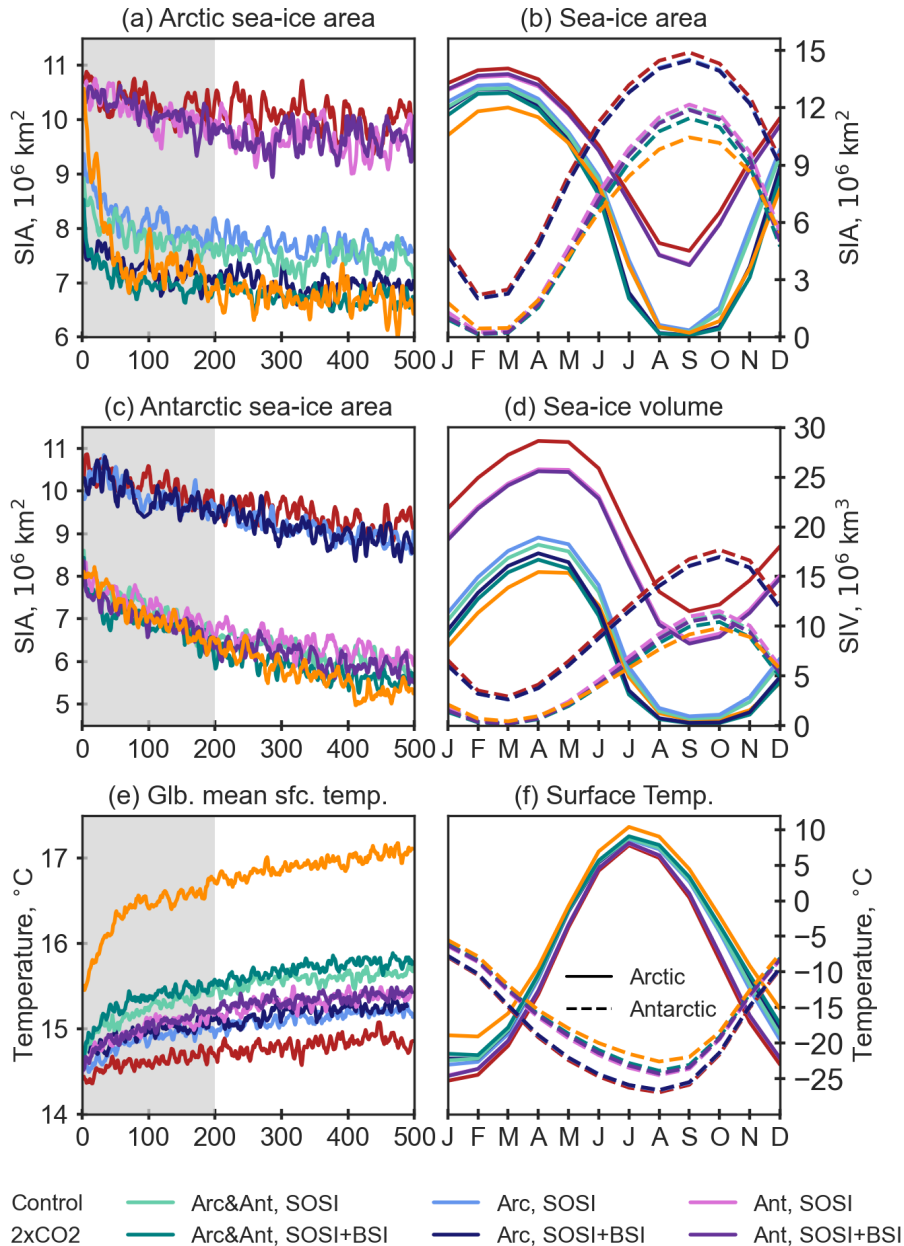 (a) Arctic sea-ice area
(b) Sea-ice area
SIA, 10⁶ km²
11
10
9
8
7
6
0 100 200 300 400 500
15
12
9
6
3
0
SIA, 10⁶ km²
J F M A M J J A S O N D
(c) Antarctic sea-ice area
(d) Sea-ice volume
SIA, 10⁶ km²
11
10
9
8
7
6
5
0 100 200 300 400 500
30
25
20
15
10
5
0
SIV, 10⁶ km³
J F M A M J J A S O N D
(e) Glb. mean sfc. temp.
(f) Surface Temp.
Temperature, °C
17
16
15
14
0 100 200 300 400 500
Arctic
Antarctic
10
5
0
−5
−10
−15
−20
−25
Temperature, °C
J F M A M J J A S O N D
Control Arc&Ant, SOSI Arc, SOSI Ant, SOSI
2xCO2 Arc&Ant, SOSI+BSI Arc, SOSI+BSI Ant, SOSI+BSI